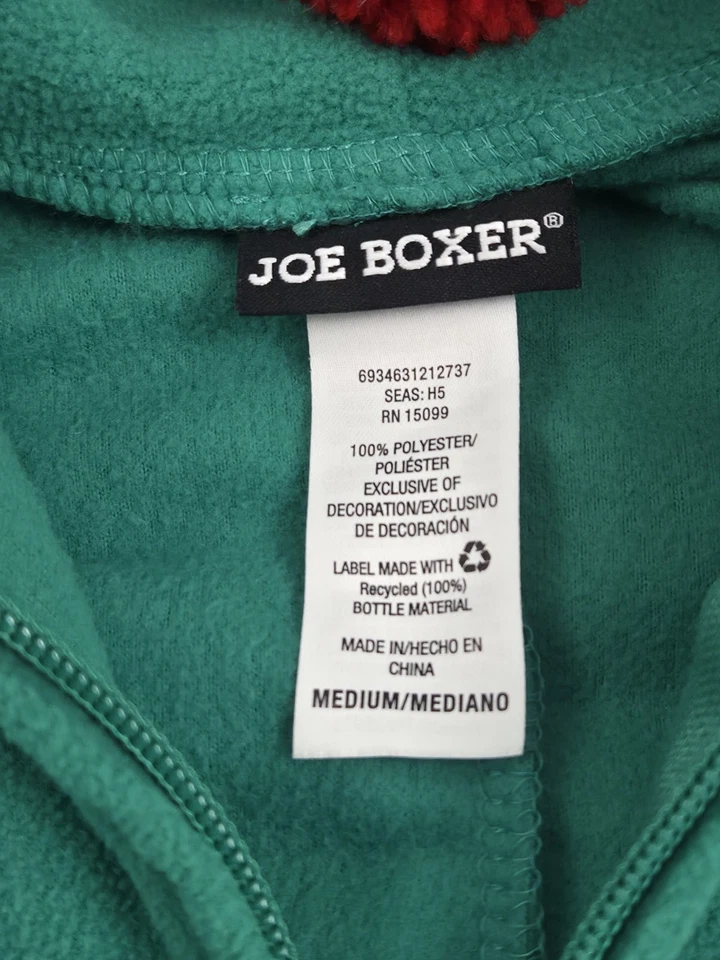 JOE BOXER®
6934631212737
SEAS: H5
RN 15099
100% POLYESTER/
POLIÉSTER
EXCLUSIVE OF
DECORATION/EXCLUSIVO
DE DECORACIÓN
LABEL MADE WITH
Recycled (100%)
BOTTLE MATERIAL
MADE IN/HECHO EN
CHINA
MEDIUM/MEDIANO